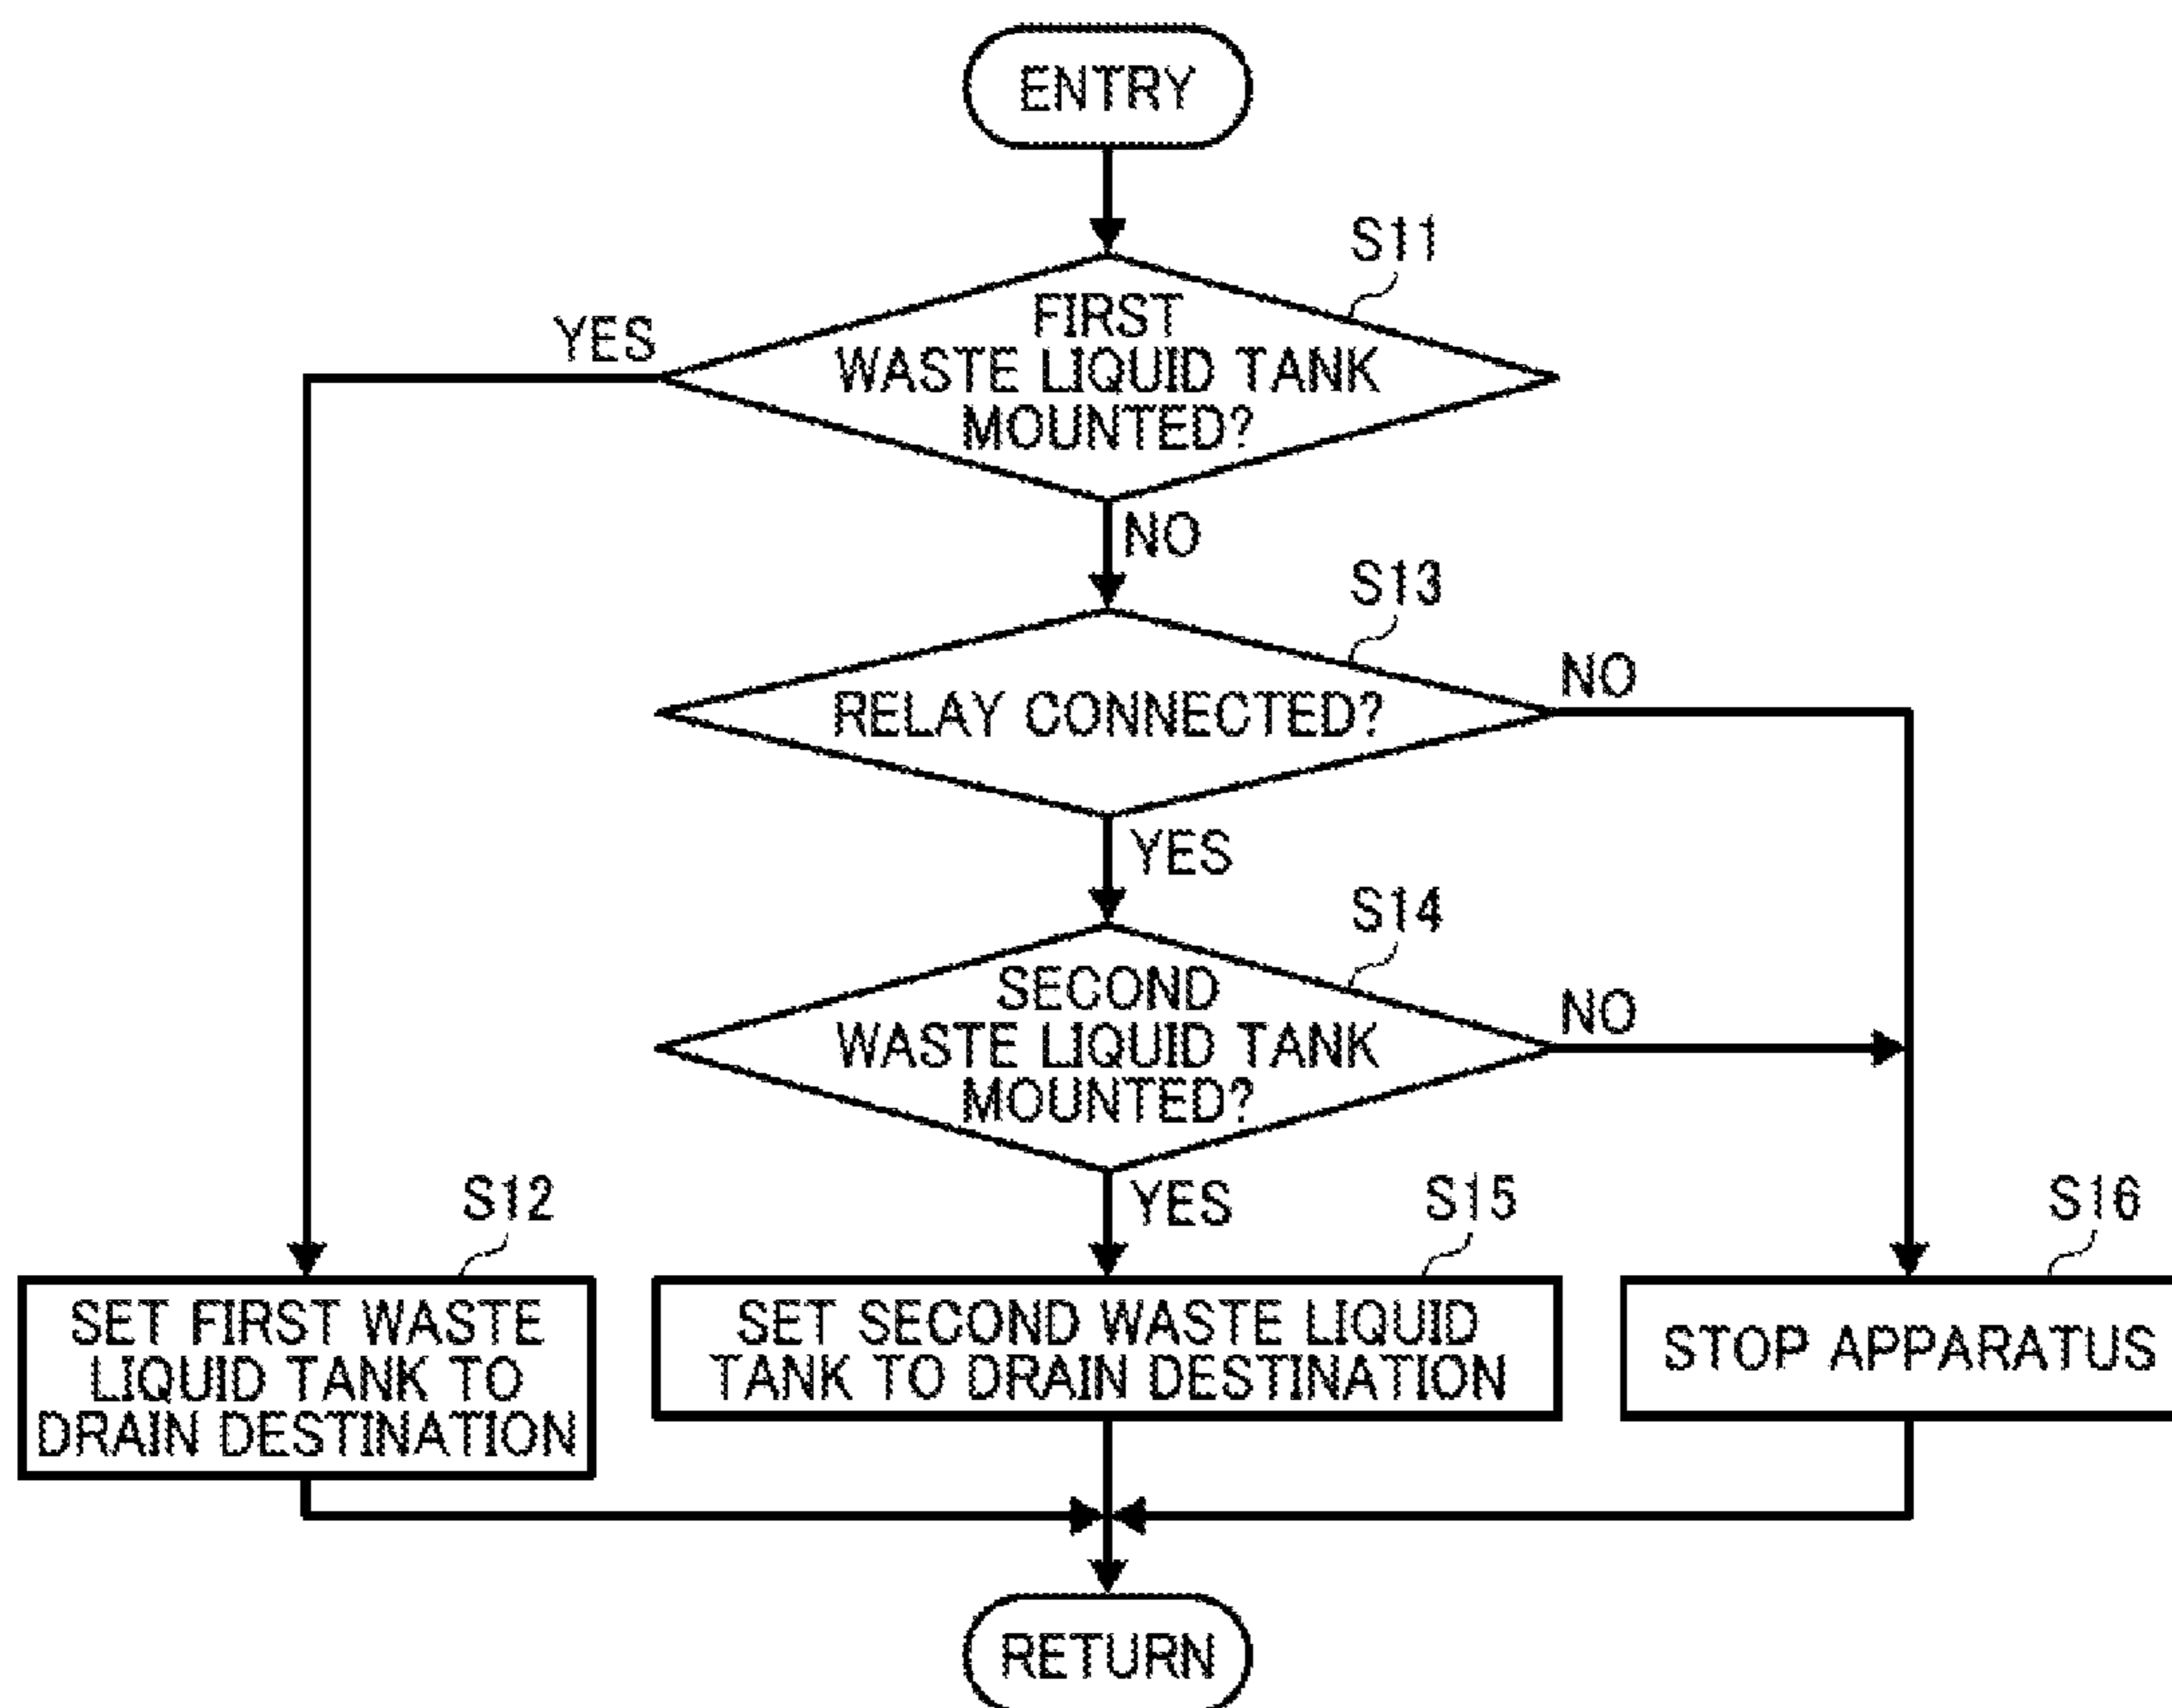 ENTRY
S11
FIRST
WASTE LIQUID TANK
MOUNTED?
YES
NO
S13
RELAY CONNECTED?
NO
YES
S14
SECOND
WASTE LIQUID TANK
MOUNTED?
NO
YES
S12
SET FIRST WASTE
LIQUID TANK TO
DRAIN DESTINATION
S15
SET SECOND WASTE LIQUID
TANK TO DRAIN DESTINATION
S16
STOP APPARATUS
RETURN